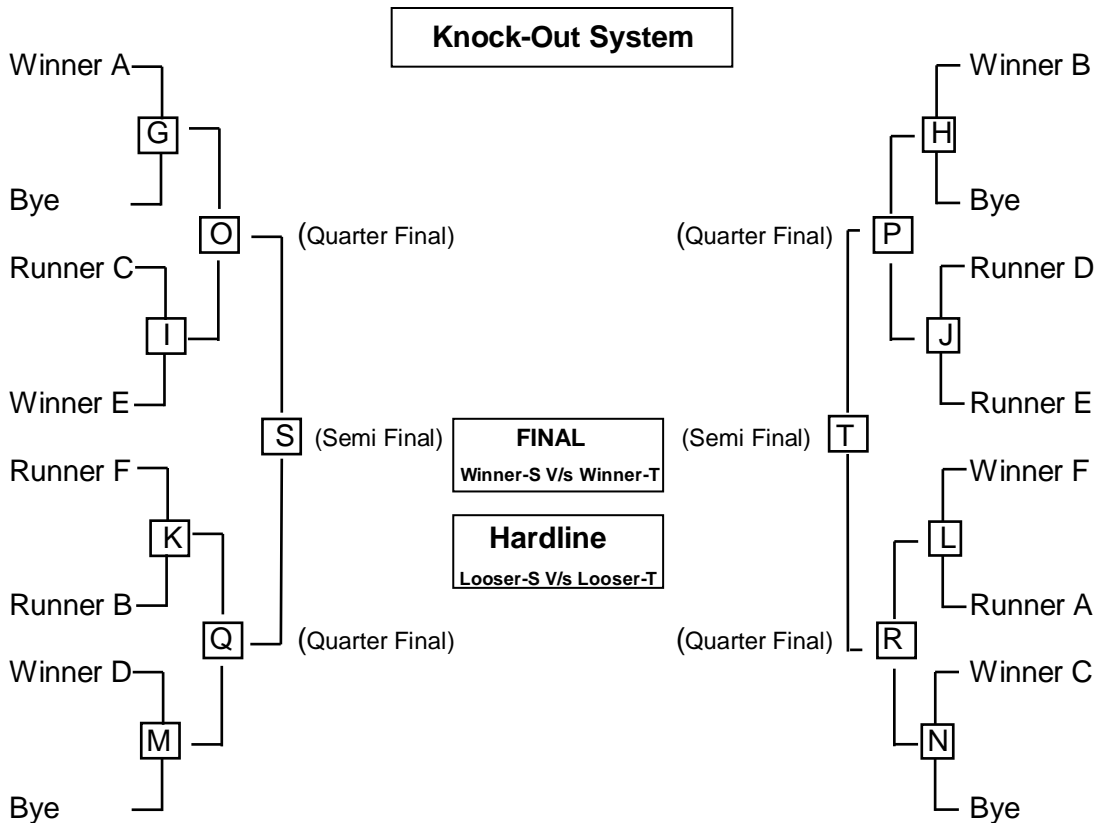 Knock-Out System
Winner A
Winner B
G
H
Bye
Bye
O
(Quarter Final)
(Quarter Final)
P
Runner C
Runner D
I
J
Winner E
Runner E
S
(Semi Final)
FINAL
Winner-S V/s Winner-T
(Semi Final)
T
Runner F
Winner F
K
Hardline
Looser-S V/s Looser-T
L
Runner B
Runner A
Q
(Quarter Final)
(Quarter Final)
R
Winner D
Winner C
M
N
Bye
Bye